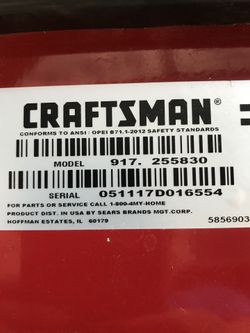 CRAFTSMAN®
CONFORMS TO ANSI / OPEI B71.1-2012 SAFETY STANDARDS
MODEL 917. 255830
SERIAL 051117D016554
FOR PARTS OR SERVICE CALL 1-800-4MY-HOME
PRODUCT DIST. IN USA BY SEARS BRANDS MGT.CORP.
HOFFMAN ESTATES, IL 60179
5856903